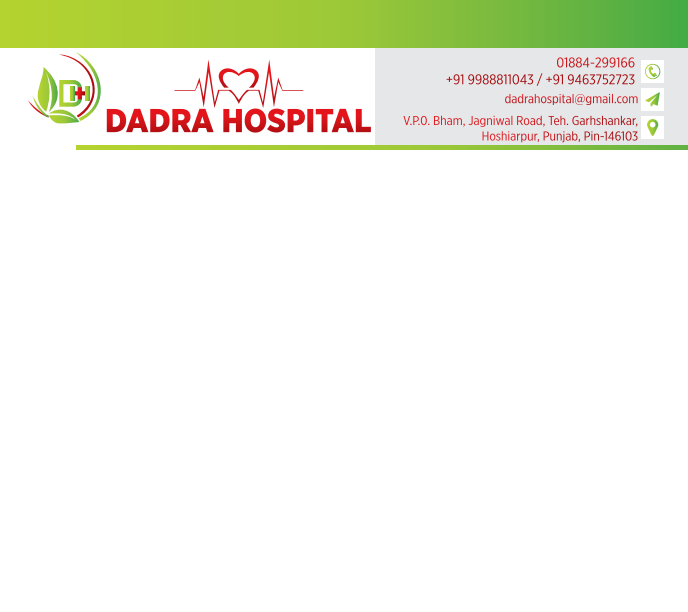 DH
DADRA HOSPITAL
01884-299166
+91 9988811043 / +91 9463752723
dadrahospital@gmail.com
V.P.O. Bham, Jagniwal Road, Teh. Garhshankar,
Hoshiarpur, Punjab, Pin-146103